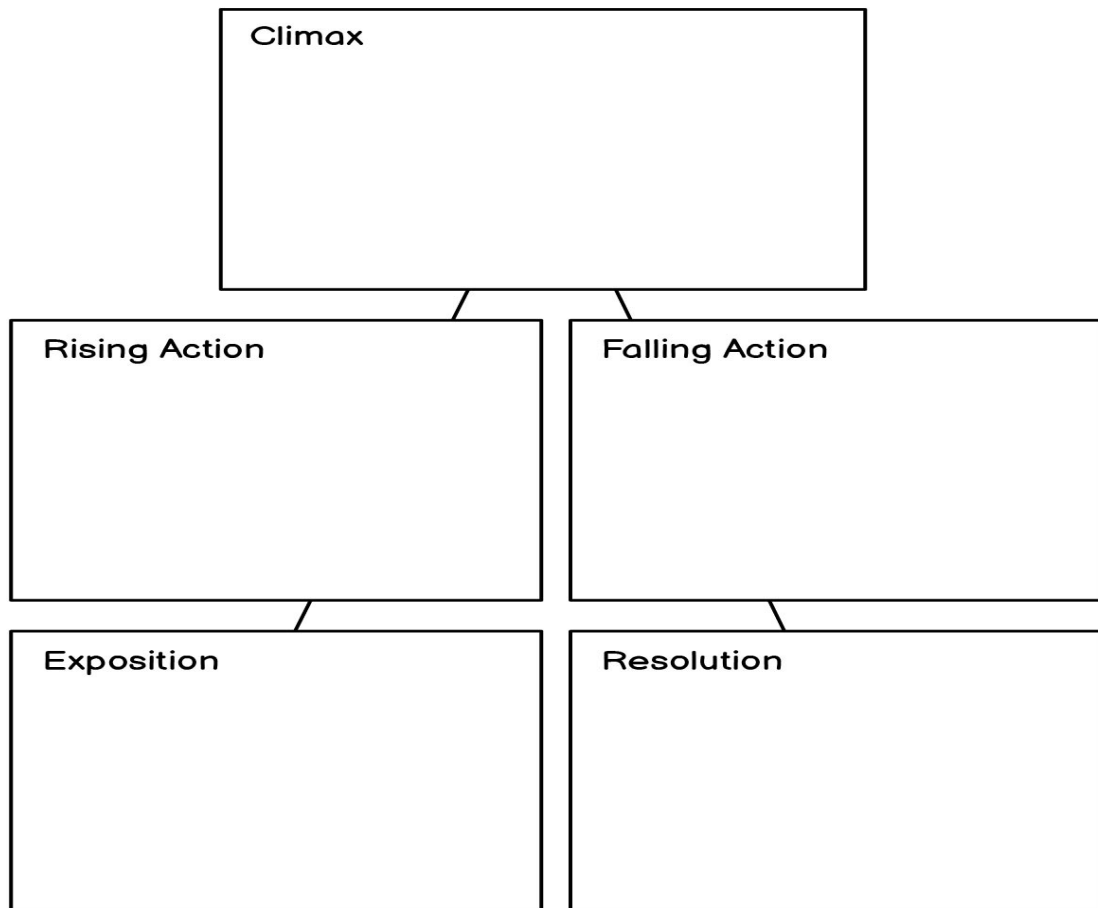 Climax
Rising Action
Falling Action
Exposition
Resolution